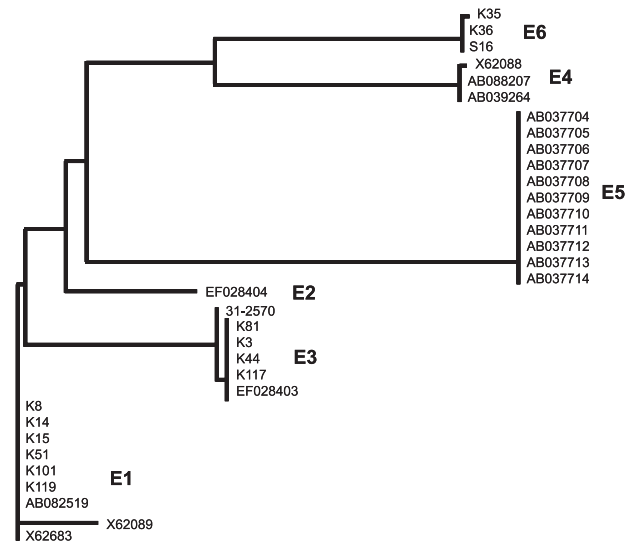 K35
K36
E6
S16
X62088
AB088207
E4
AB039264
AB037704
AB037705
AB037706
AB037707
AB037708
AB037709
E5
AB037710
AB037711
AB037712
AB037713
AB037714
EF028404
E2
31-2570
K81
K3
K44
E3
K117
EF028403
K8
K14
K15
K51
K101
E1
K119
AB082519
X62089
X62683